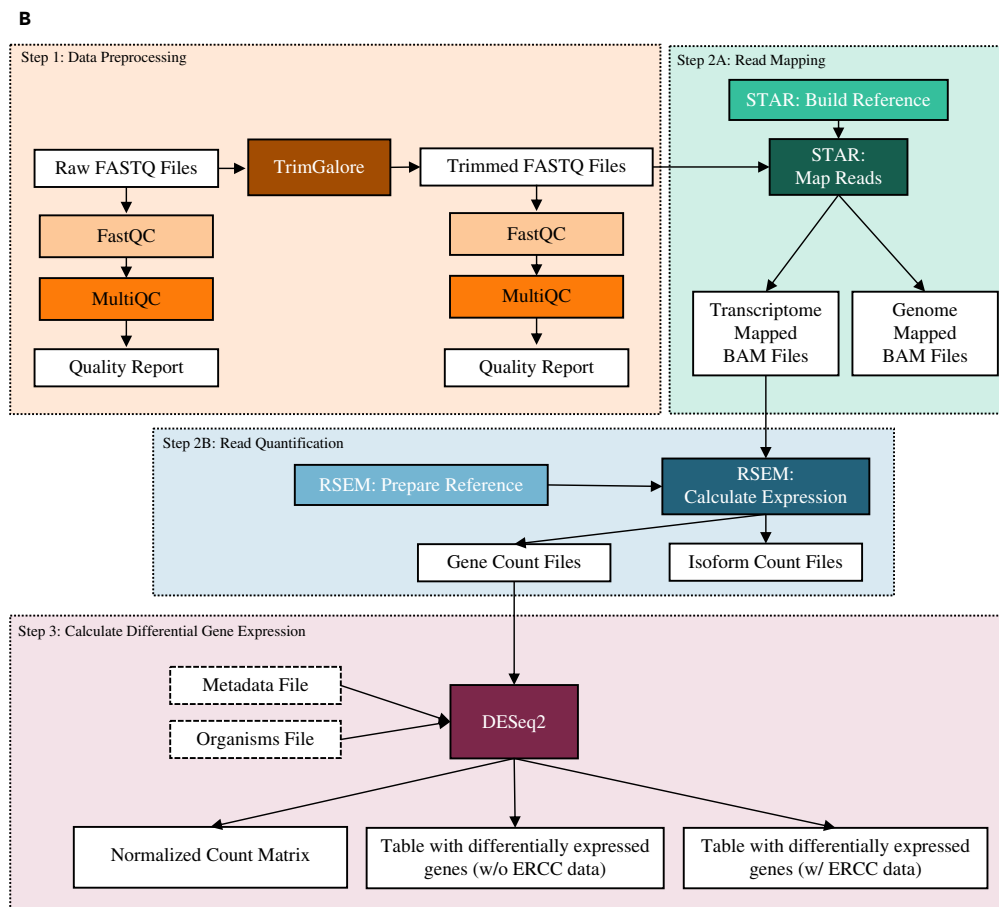 B
Step 1: Data Preprocessing
Raw FASTQ Files
TrimGalore
Trimmed FASTQ Files
FastQC
MultiQC
Quality Report
FastQC
MultiQC
Quality Report
Step 2A: Read Mapping
STAR: Build Reference
STAR:
Map Reads
Transcriptome
Mapped
BAM Files
Genome
Mapped
BAM Files
Step 2B: Read Quantification
RSEM: Prepare Reference
RSEM:
Calculate Expression
Gene Count Files
Isoform Count Files
Step 3: Calculate Differential Gene Expression
Metadata File
Organisms File
DESeq2
Normalized Count Matrix
Table with differentially expressed
genes (w/o ERCC data)
Table with differentially expressed
genes (w/ ERCC data)